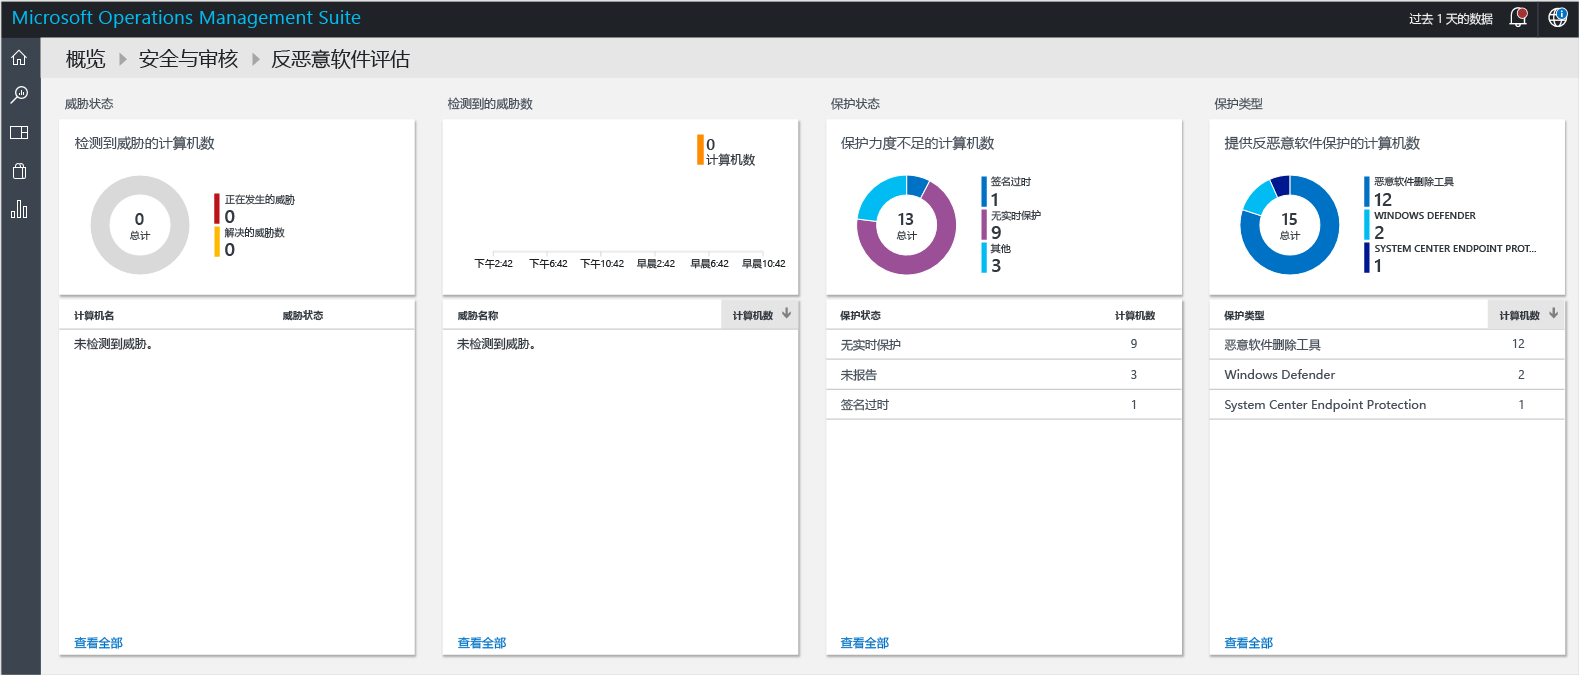 Microsoft Operations Management Suite
过去 1 天的数据
概览 安全与审核 反恶意软件评估
威胁状态
检测到威胁的计算机数
0
总计
正在发生的威胁
0
解决的威胁数
0
计算机名 威胁状态
未检测到威胁。
查看全部
检测到的威胁数
0
计算机数
下午2:42 下午6:42 下午10:42 早晨2:42 早晨6:42 早晨10:42
威胁名称 计算机数
未检测到威胁。
查看全部
保护状态
保护力度不足的计算机数
13
总计
签名过时
1
无实时保护
9
其他
3
保护状态 计算机数
无实时保护 9
未报告 3
签名过时 1
查看全部
保护类型
提供反恶意软件保护的计算机数
15
总计
恶意软件删除工具
12
WINDOWS DEFENDER
2
SYSTEM CENTER ENDPOINT PROT...
1
保护类型 计算机数
恶意软件删除工具 12
Windows Defender 2
System Center Endpoint Protection 1
查看全部